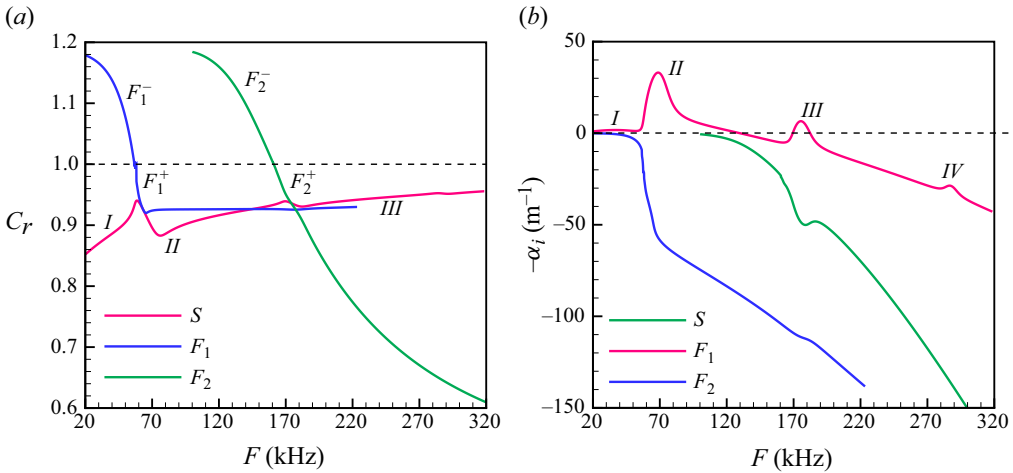 (a)
1.2
1.1
1.0
0.9
0.8
0.7
0.6
C_r
F_1^-
F_2^-
F_1^+
F_2^+
I
II
III
S
F_1
F_2
20 70 120 170 220 270 320
F (kHz)
(b)
50
0
–50
–100
–150
–α_i (m^{–1})
I
II
III
IV
S
F_1
F_2
20 70 120 170 220 270 320
F (kHz)